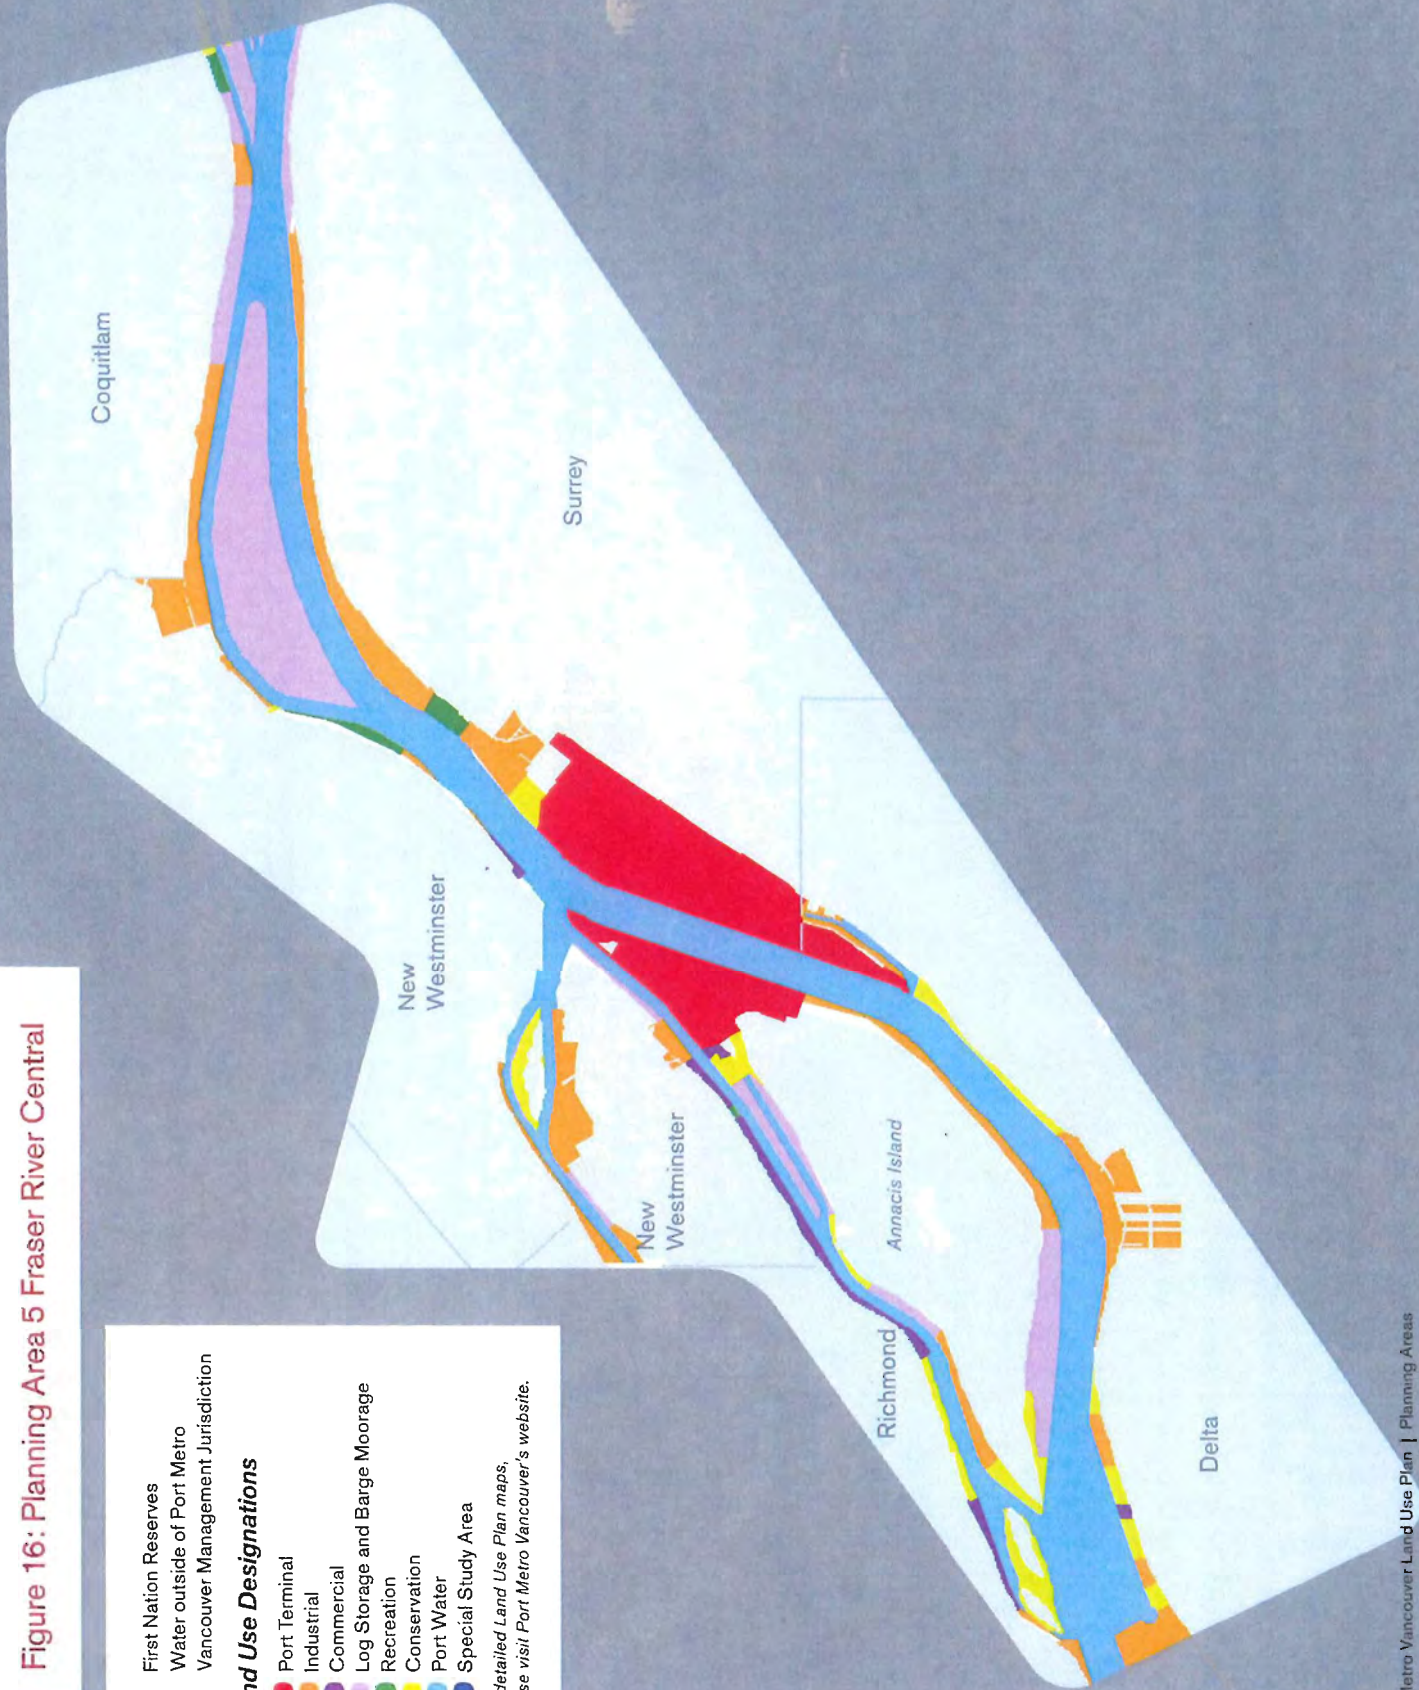 Figure 16: Planning Area 5 Fraser River Central
First Nation Reserves
Water outside of Port Metro
Vancouver Management Jurisdiction
nd Use Designations
Port Terminal
Industrial
Commercial
Log Storage and Barge Moorage
Recreation
Conservation
Port Water
Special Study Area
detailed Land Use Plan maps,
se visit Port Metro Vancouver's website.
Coquitlam
Surrey
New
Westminster
New
Westminster
Annacis Island
Richmond
Delta
Metro Vancouver Land Use Plan | Planning Areas